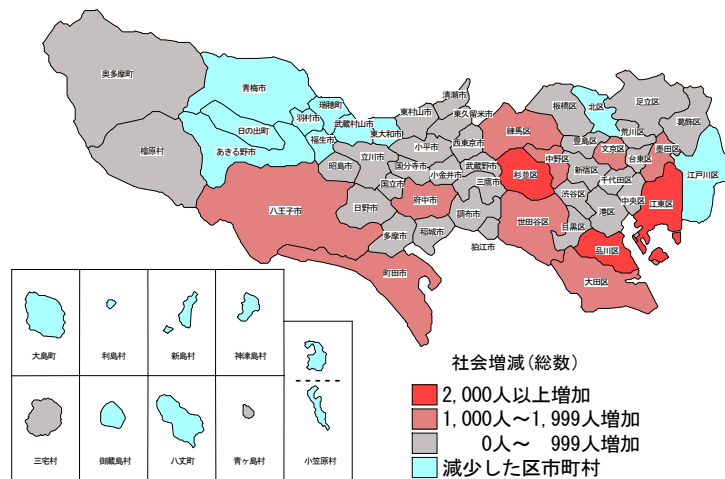 奥多摩町
青梅市
瑞穂町
羽村市
武蔵村山市
日の出町
福生市
あきる野市
檜原村
東大和市
東村山市
清瀬市
東久留米市
小平市
西東京市
昭島市
立川市
国分寺市
小金井市
武蔵野市
三鷹市
国立市
府中市
調布市
日野市
八王子市
多摩市
稲城市
狛江市
町田市
板橋区
北区
足立区
葛飾区
練馬区
豊島区
荒川区
文京区
台東区
墨田区
江戸川区
中野区
杉並区
新宿区
千代田区
渋谷区
中央区
江東区
港区
世田谷区
目黒区
品川区
大田区
大島町
利島村
新島村
神津島村
三宅村
御蔵島村
八丈町
青ヶ島村
小笠原村
社会増減(総数)
2,000人以上増加
1,000人～1,999人増加
0人～ 999人増加
減少した区市町村